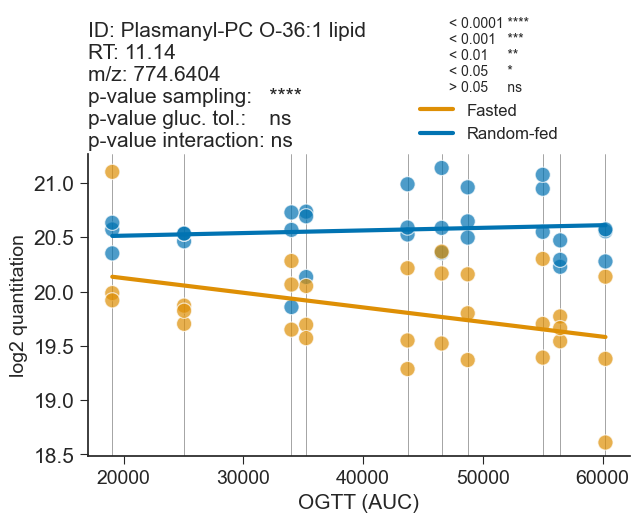 ID: Plasmanyl-PC O-36:1 lipid
RT: 11.14
m/z: 774.6404
p-value sampling: ****
p-value gluc. tol.: ns
p-value interaction: ns
< 0.0001 ****
< 0.001 ***
< 0.01 **
< 0.05 *
> 0.05 ns
Fasted
Random-fed
log2 quantitation
21.0
20.5
20.0
19.5
19.0
18.5
20000 30000 40000 50000 60000
OGTT (AUC)